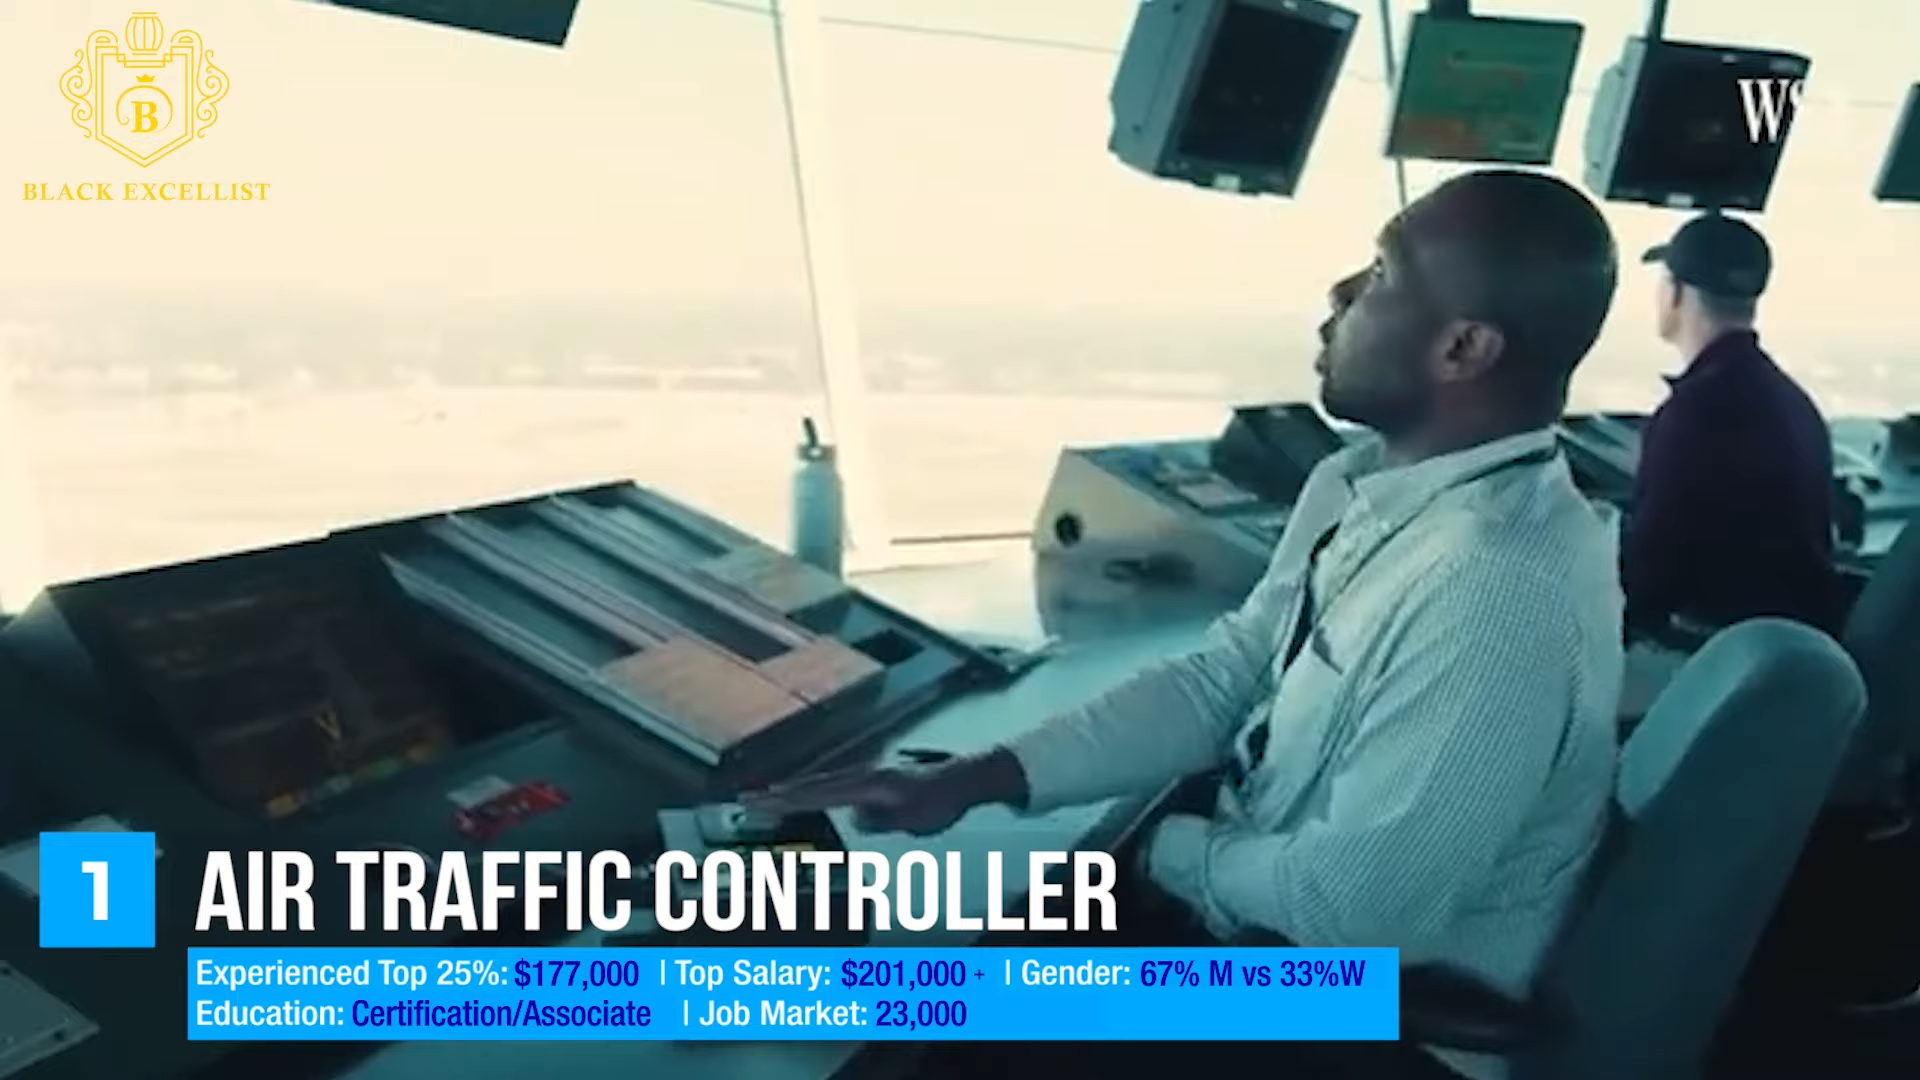 B
BLACK EXCELLIST
WS
1
AIR TRAFFIC CONTROLLER
Experienced Top 25%: $177,000 | Top Salary: $201,000 + | Gender: 67% M vs 33%W
Education: Certification/Associate | Job Market: 23,000